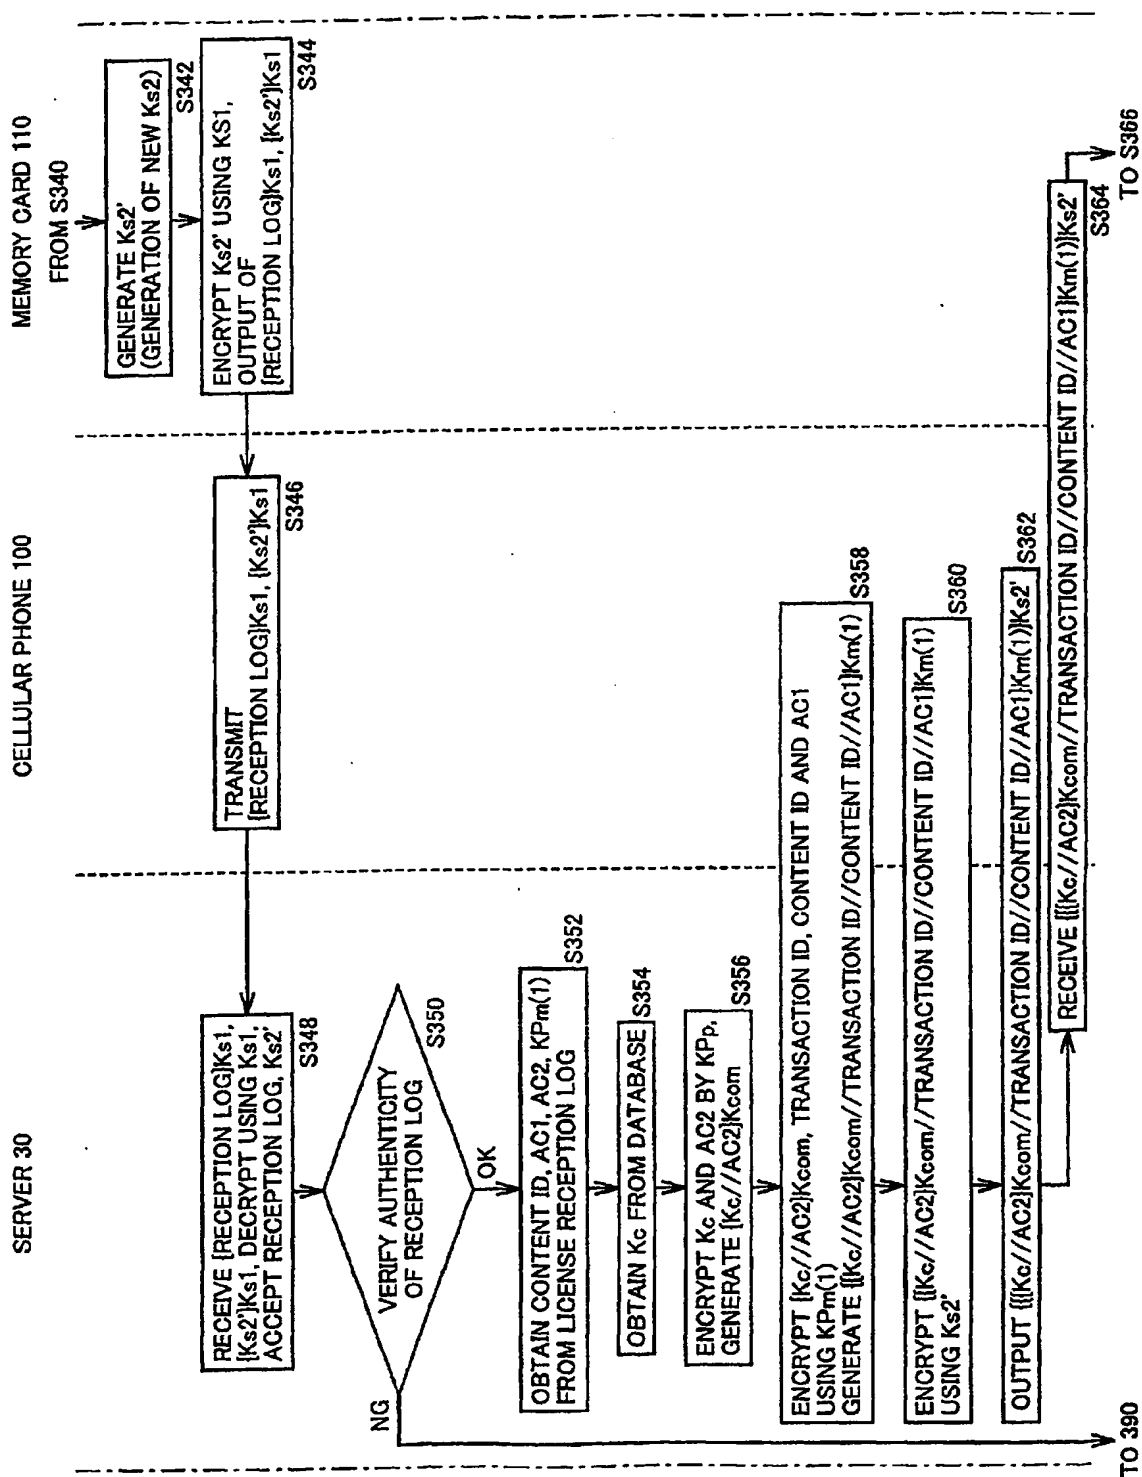 SERVER 30
CELLULAR PHONE 100
MEMORY CARD 110
FROM S340
GENERATE Ks2'
(GENERATION OF NEW Ks2)
S342
ENCRYPT Ks2' USING KS1,
OUTPUT OF
{RECEPTION LOG}Ks1, {Ks2'}Ks1
S344
TRANSMIT
{RECEPTION LOG}Ks1, {Ks2'}Ks1
S346
RECEIVE {RECEPTION LOG}Ks1,
{Ks2'}Ks1, DECRYPT USING Ks1,
ACCEPT RECEPTION LOG, Ks2'
S348
VERIFY AUTHENTICITY
OF RECEPTION LOG
S350
NG
OK
OBTAIN CONTENT ID, AC1, AC2, KPm(1)
FROM LICENSE RECEPTION LOG
S352
OBTAIN Kc FROM DATABASE
S354
ENCRYPT Kc AND AC2 BY KPp,
GENERATE {Kc//AC2}Kcom
S356
ENCRYPT {Kc//AC2}Kcom, TRANSACTION ID, CONTENT ID AND AC1
USING KPm(1)
GENERATE {{Kc//AC2}Kcom//TRANSACTION ID//CONTENT ID//AC1}Km(1)
S358
ENCRYPT {{Kc//AC2}Kcom//TRANSACTION ID//CONTENT ID//AC1}Km(1)
USING Ks2'
S360
OUTPUT {{{Kc//AC2}Kcom//TRANSACTION ID//CONTENT ID//AC1}Km(1)}Ks2'
S362
RECEIVE {{{Kc//AC2}Kcom//TRANSACTION ID//CONTENT ID//AC1}Km(1)}Ks2'
S364
TO 390
TO S366